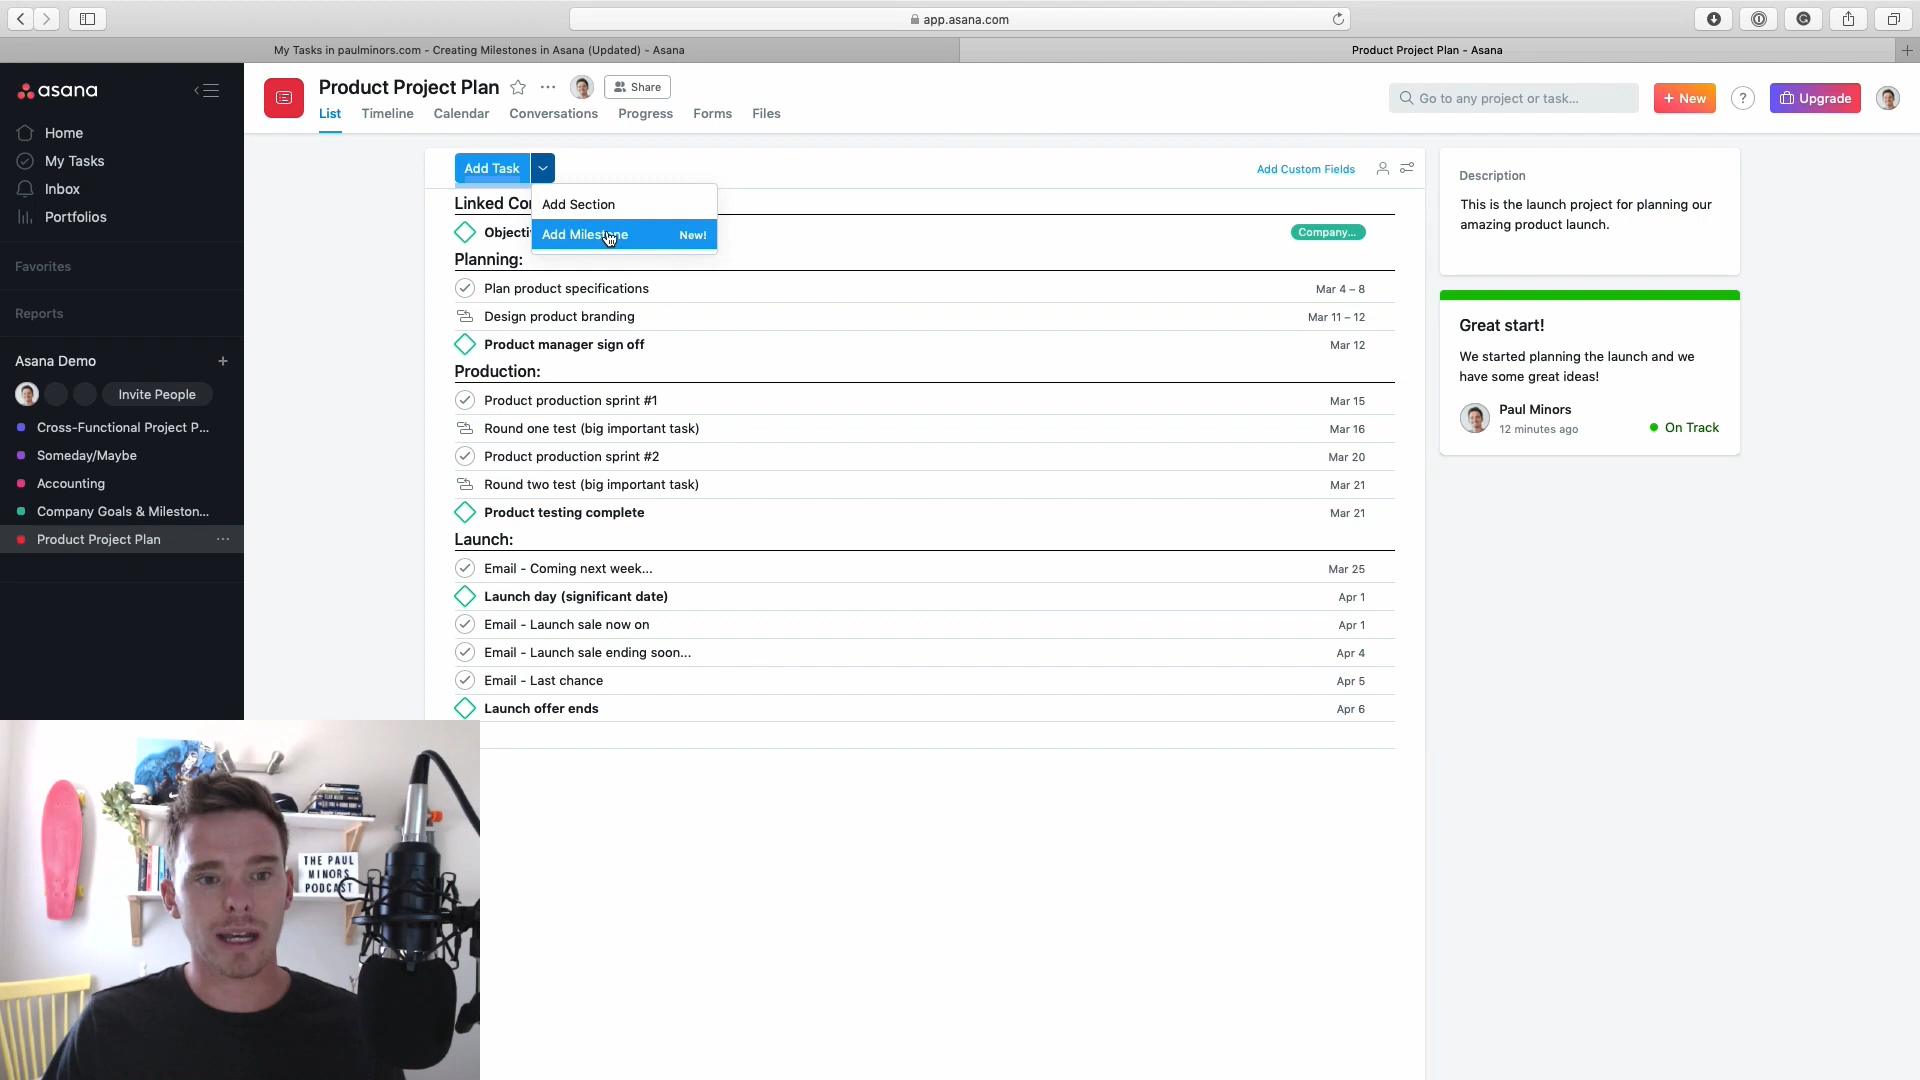 app.asana.com
My Tasks in paulminors.com - Creating Milestones in Asana (Updated) - Asana
Product Project Plan - Asana
asana
Home
My Tasks
Inbox
Portfolios
Favorites
Reports
Asana Demo
Invite People
Cross-Functional Project P...
Someday/Maybe
Accounting
Company Goals & Mileston...
Product Project Plan
Product Project Plan
Share
List
Timeline
Calendar
Conversations
Progress
Forms
Files
Go to any project or task...
+ New
?
Upgrade
Add Task
Add Custom Fields
Add Section
Add Milestone New!
Linked Co
Objecti
Company...
Planning:
Plan product specifications Mar 4 – 8
Design product branding Mar 11 – 12
Product manager sign off Mar 12
Production:
Product production sprint #1 Mar 15
Round one test (big important task) Mar 16
Product production sprint #2 Mar 20
Round two test (big important task) Mar 21
Product testing complete Mar 21
Launch:
Email - Coming next week... Mar 25
Launch day (significant date) Apr 1
Email - Launch sale now on Apr 1
Email - Launch sale ending soon... Apr 4
Email - Last chance Apr 5
Launch offer ends Apr 6
Description
This is the launch project for planning our
amazing product launch.
Great start!
We started planning the launch and we
have some great ideas!
Paul Minors
12 minutes ago
On Track
THE PAUL
MINORS
PODCAST